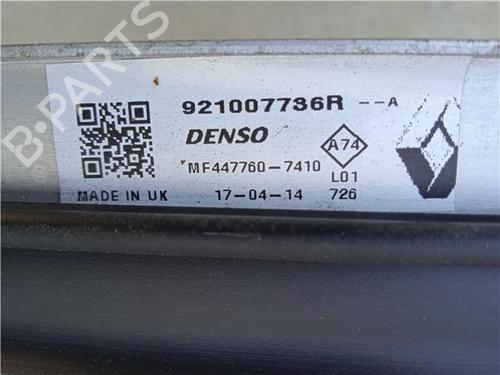 B-PARTS
921007736R --A
DENSO
A74
MF447760-7410
L01
MADE IN UK 17-04-14 726